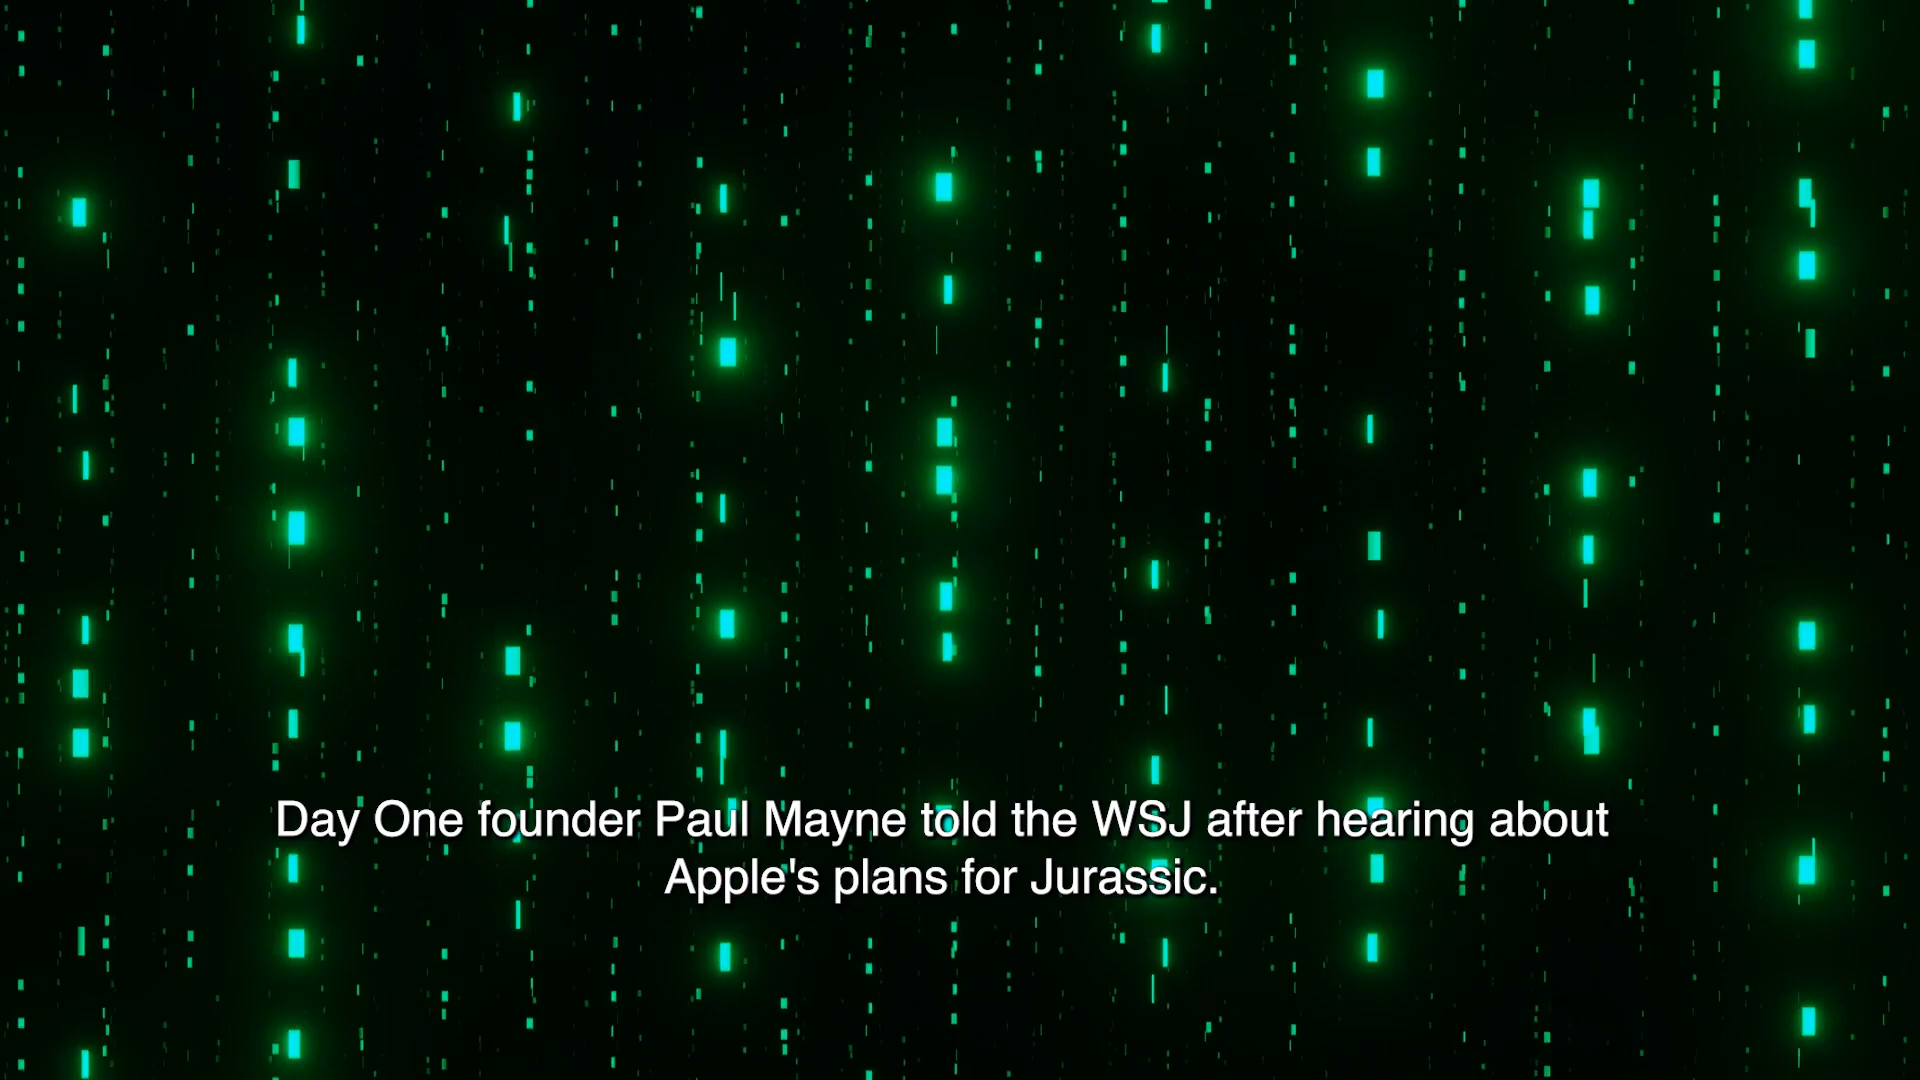 Day One founder Paul Mayne told the WSJ after hearing about
Apple's plans for Jurassic.